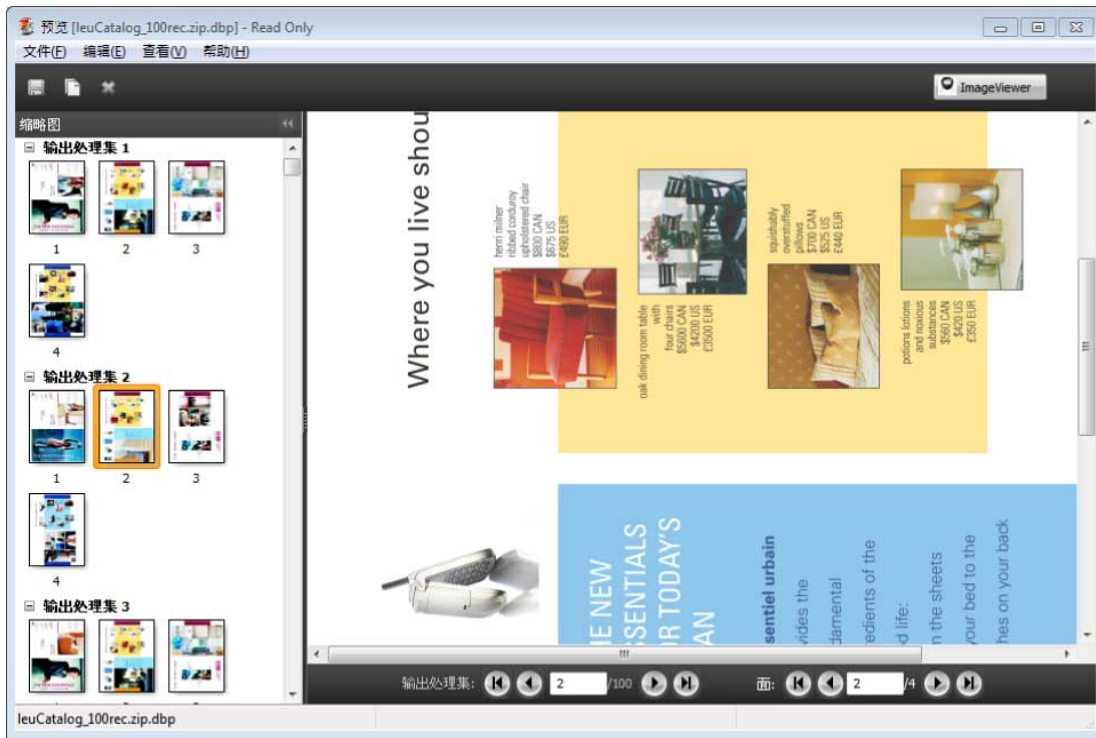 预览 [leuCatalog_100rec.zip.dbp] - Read Only
文件(F) 编辑(E) 查看(V) 帮助(H)
ImageViewer
缩略图
输出处理集 1
1 2 3
4
输出处理集 2
1 2 3
4
输出处理集 3
Where you live shou
henri milner
ribbed corduroy
upholstered chair
$800 CAN
$675 US
£490 EUR
oak dining room table
with
four chairs
$5600 CAN
$4200 US
£3500 EUR
squishably
overstuffed
pillows
$700 CAN
$525 US
£440 EUR
potions lotions
and noxious
substances
$560 CAN
$420 US
£350 EUR
HE NEW
SSENTIALS
OR TODAY'S
AN
sentiel urbain
vides the
damental
edients of the
d life:
n the sheets
your bed to the
hes on your back
输出处理集: 2 /100 面: 2 /4
leuCatalog_100rec.zip.dbp